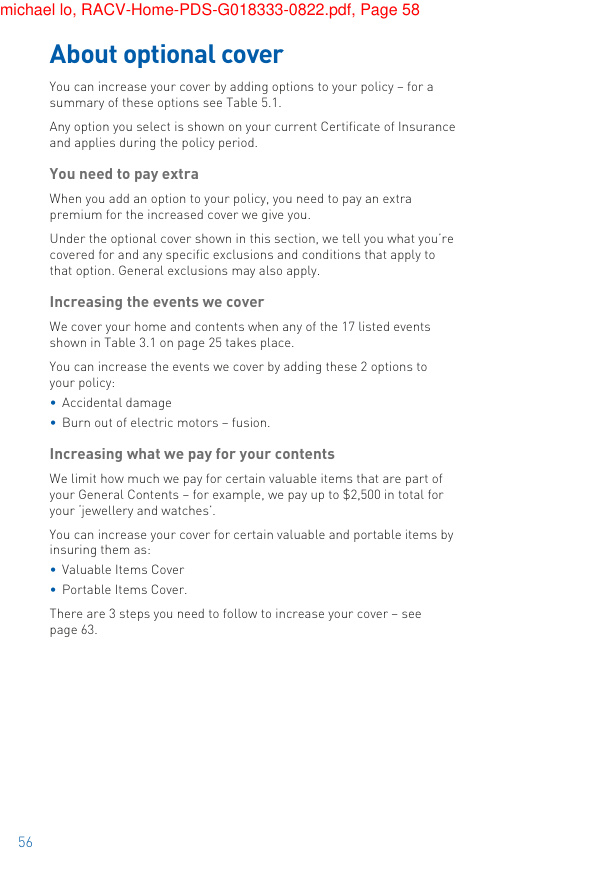 michael lo, RACV-Home-PDS-G018333-0822.pdf, Page 58
About optional cover
You can increase your cover by adding options to your policy – for a
summary of these options see Table 5.1.
Any option you select is shown on your current Certificate of Insurance
and applies during the policy period.
You need to pay extra
When you add an option to your policy, you need to pay an extra
premium for the increased cover we give you.
Under the optional cover shown in this section, we tell you what you're
covered for and any specific exclusions and conditions that apply to
that option. General exclusions may also apply.
Increasing the events we cover
We cover your home and contents when any of the 17 listed events
shown in Table 3.1 on page 25 takes place.
You can increase the events we cover by adding these 2 options to
your policy:
• Accidental damage
• Burn out of electric motors – fusion.
Increasing what we pay for your contents
We limit how much we pay for certain valuable items that are part of
your General Contents – for example, we pay up to $2,500 in total for
your 'jewellery and watches'.
You can increase your cover for certain valuable and portable items by
insuring them as:
• Valuable Items Cover
• Portable Items Cover.
There are 3 steps you need to follow to increase your cover – see
page 63.
56